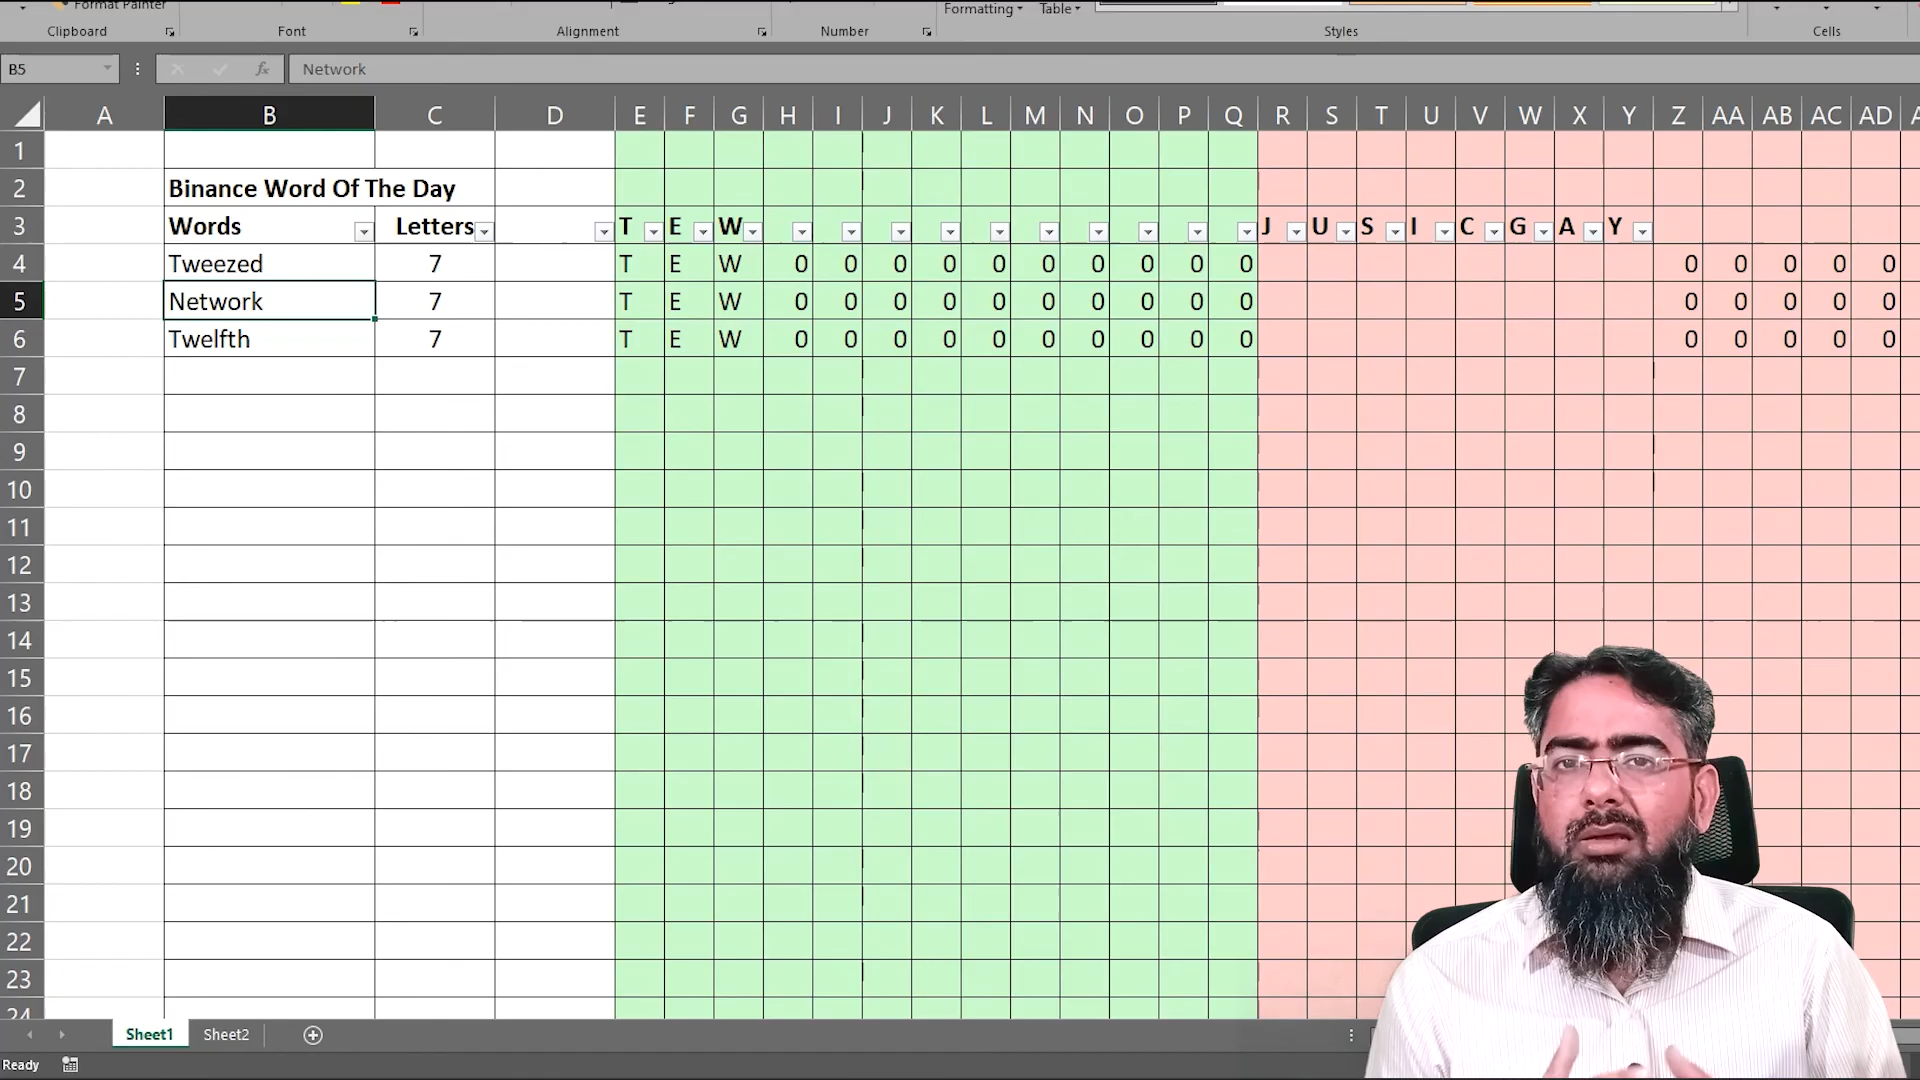 Format Painter
Formatting Table
Clipboard Font Alignment Number Styles Cells
B5 fx Network
A B C D E F G H I J K L M N O P Q R S T U V W X Y Z AA AB AC AD
1
2 Binance Word Of The Day
3 Words Letters T E W J U S I C G A Y
4 Tweezed 7 T E W 0 0 0 0 0 0 0 0 0 0 0 0 0 0 0
5 Network 7 T E W 0 0 0 0 0 0 0 0 0 0 0 0 0 0 0
6 Twelfth 7 T E W 0 0 0 0 0 0 0 0 0 0 0 0 0 0 0
7
8
9
10
11
12
13
14
15
16
17
18
19
20
21
22
23
24
Sheet1 Sheet2
Ready